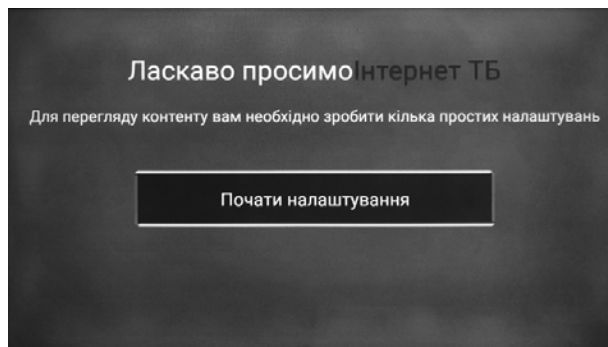 Ласкаво просимо Інтернет ТБ
Для перегляду контенту вам необхідно зробити кілька простих налаштувань
Почати налаштування